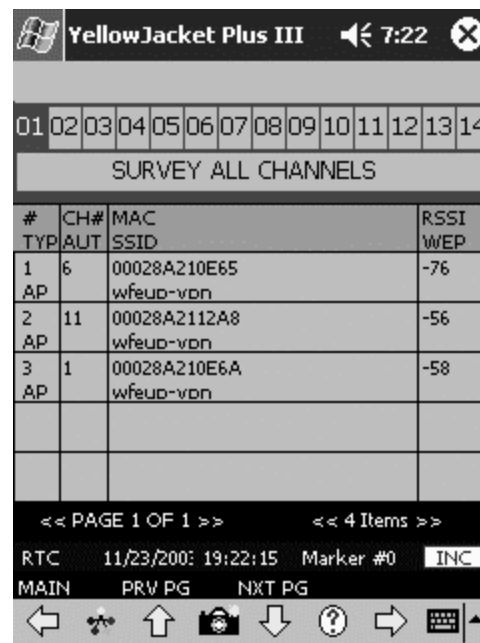 YellowJacket Plus III 7:22
01 02 03 04 05 06 07 08 09 10 11 12 13 14
SURVEY ALL CHANNELS
# CH# MAC RSSI
TYP AUT SSID WEP
1 6 00028A210E65 -76
AP wfeup-vpn
2 11 00028A2112A8 -56
AP wfeup-vpn
3 1 00028A210E6A -58
AP wfeup-vpn
<< PAGE 1 OF 1 >> << 4 Items >>
RTC 11/23/2003 19:22:15 Marker #0 INC
MAIN PRV PG NXT PG